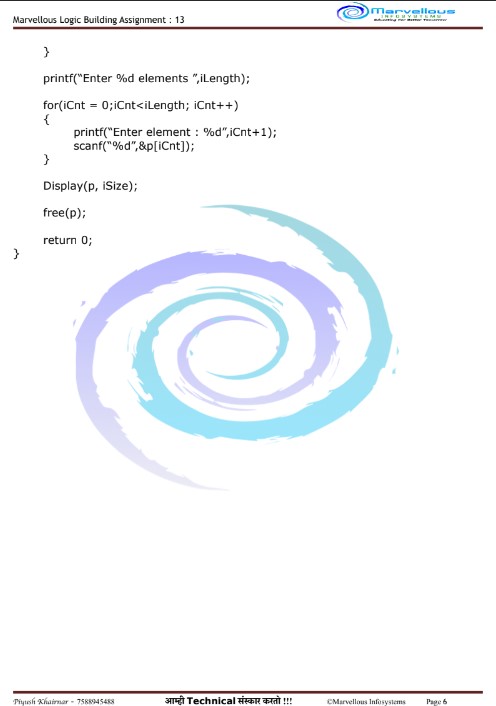 Marvellous Logic Building Assignment : 13
Marvellous
INFOSYSTEMS
Educating for Better Tomorrow
}
printf(“Enter %d elements ”,iLength);
for(iCnt = 0;iCnt<iLength; iCnt++)
{
printf(“Enter element : %d”,iCnt+1);
scanf(“%d”,&p[iCnt]);
}
Display(p, iSize);
free(p);
return 0;
}
Piyush Khairnar - 7588945488 आम्ही Technical संस्कार करतो !!! ©Marvellous Infosystems Page 6